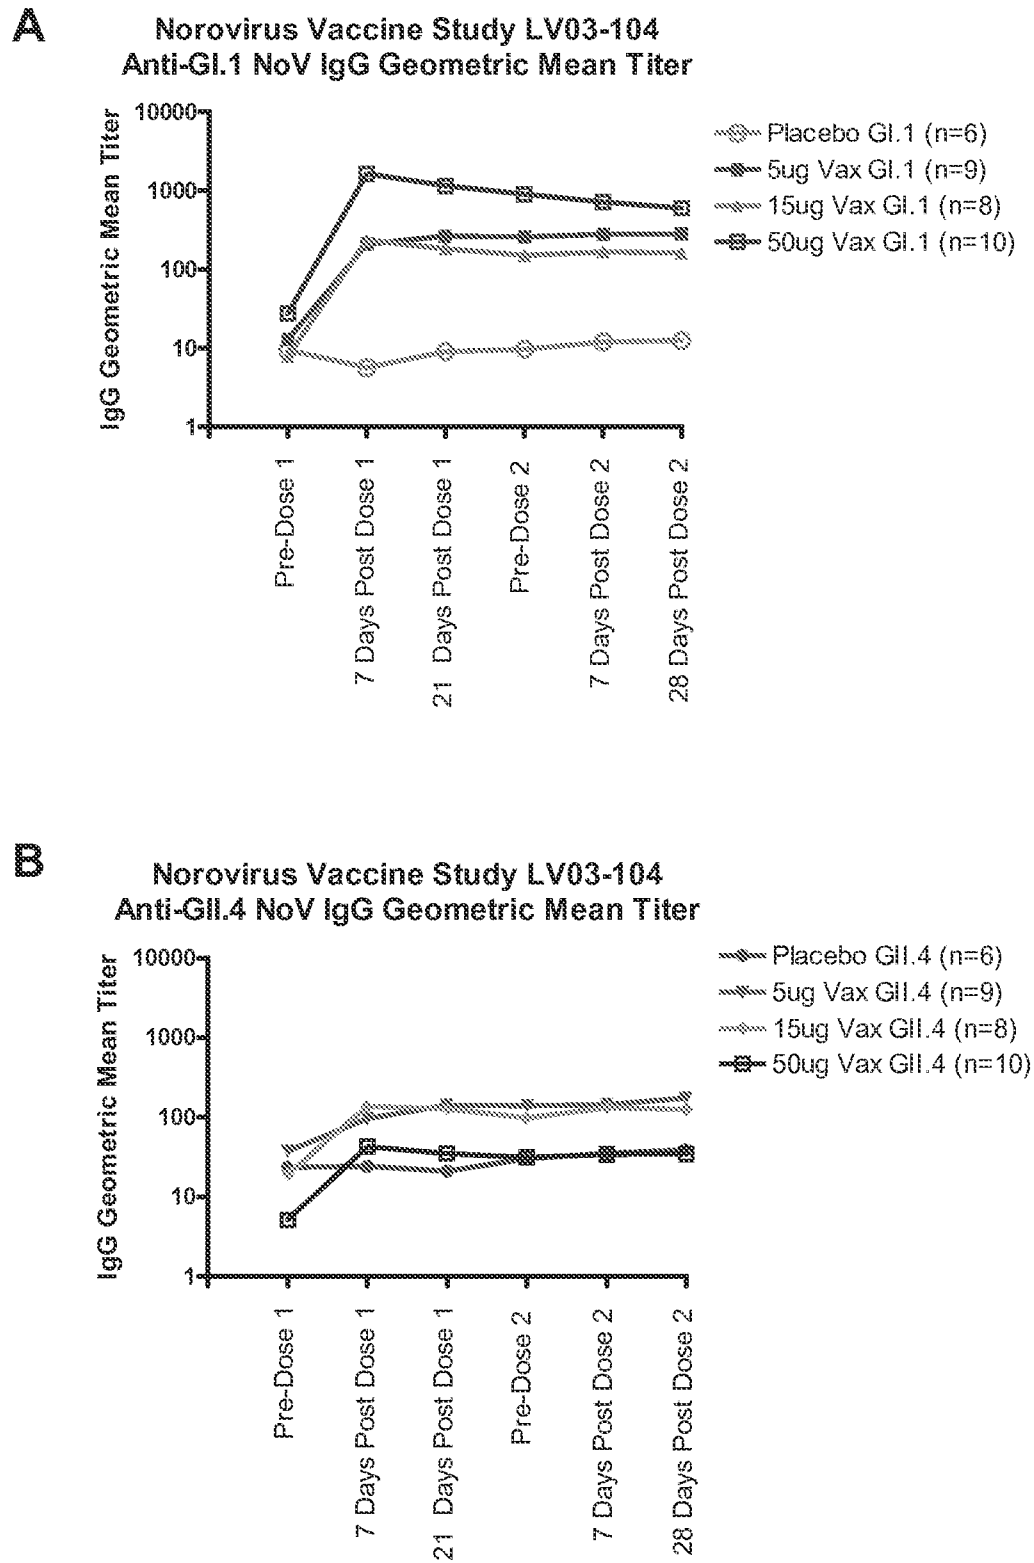 A
Norovirus Vaccine Study LV03-104
Anti-GI.1 NoV IgG Geometric Mean Titer
IgG Geometric Mean Titer
10000
1000
100
10
1
Placebo GI.1 (n=6)
5ug Vax GI.1 (n=9)
15ug Vax GI.1 (n=8)
50ug Vax GI.1 (n=10)
Pre-Dose 1
7 Days Post Dose 1
21 Days Post Dose 1
Pre-Dose 2
7 Days Post Dose 2
28 Days Post Dose 2
B
Norovirus Vaccine Study LV03-104
Anti-GII.4 NoV IgG Geometric Mean Titer
IgG Geometric Mean Titer
10000
1000
100
10
1
Placebo GII.4 (n=6)
5ug Vax GII.4 (n=9)
15ug Vax GII.4 (n=8)
50ug Vax GII.4 (n=10)
Pre-Dose 1
7 Days Post Dose 1
21 Days Post Dose 1
Pre-Dose 2
7 Days Post Dose 2
28 Days Post Dose 2